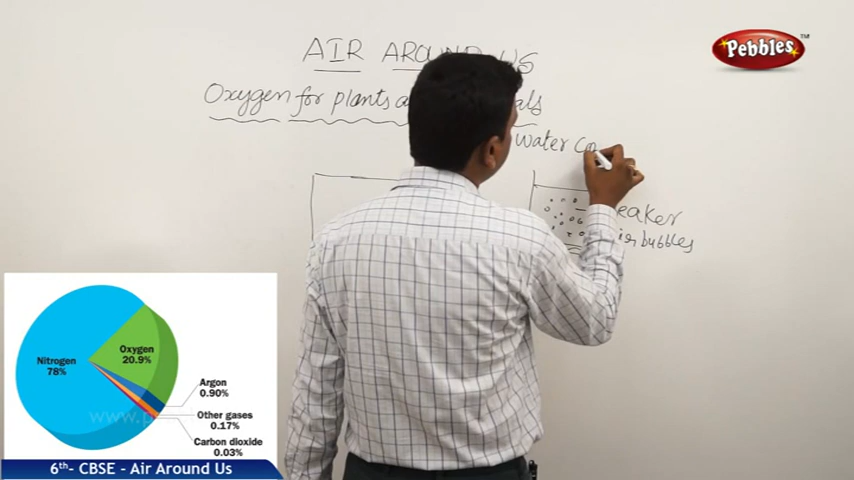 AIR AROUND US
Pebbles
Oxygen for plants
water
air bubbles
Nitrogen
78%
Oxygen
20.9%
Argon
0.90%
Other gases
0.17%
Carbon dioxide
0.03%
6th- CBSE - Air Around Us